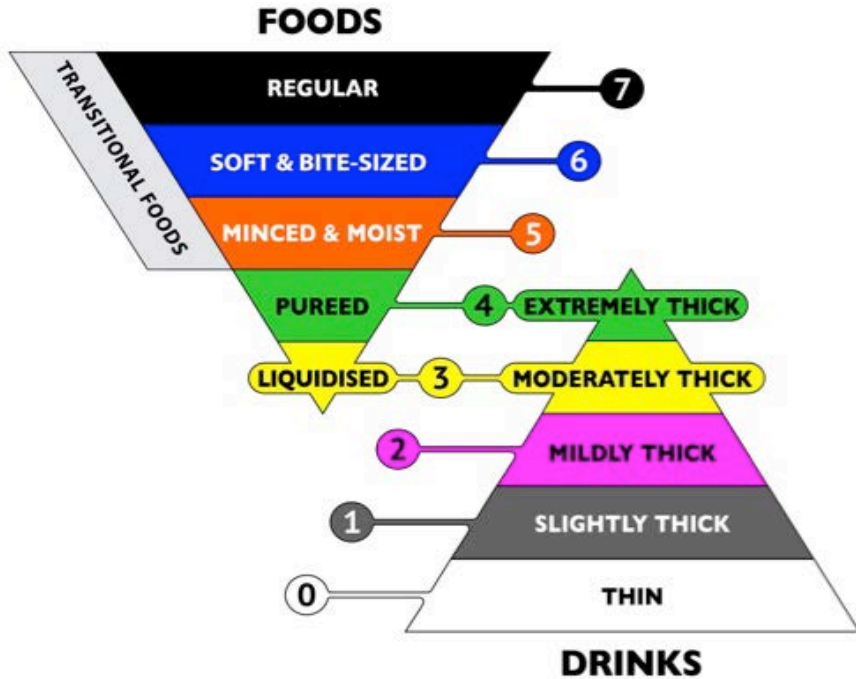 FOODS
TRANSITIONAL FOODS
REGULAR
7
SOFT & BITE-SIZED
6
MINCED & MOIST
5
PUREED
4
EXTREMELY THICK
LIQUIDISED
3
MODERATELY THICK
2
MILDLY THICK
1
SLIGHTLY THICK
0
THIN
DRINKS